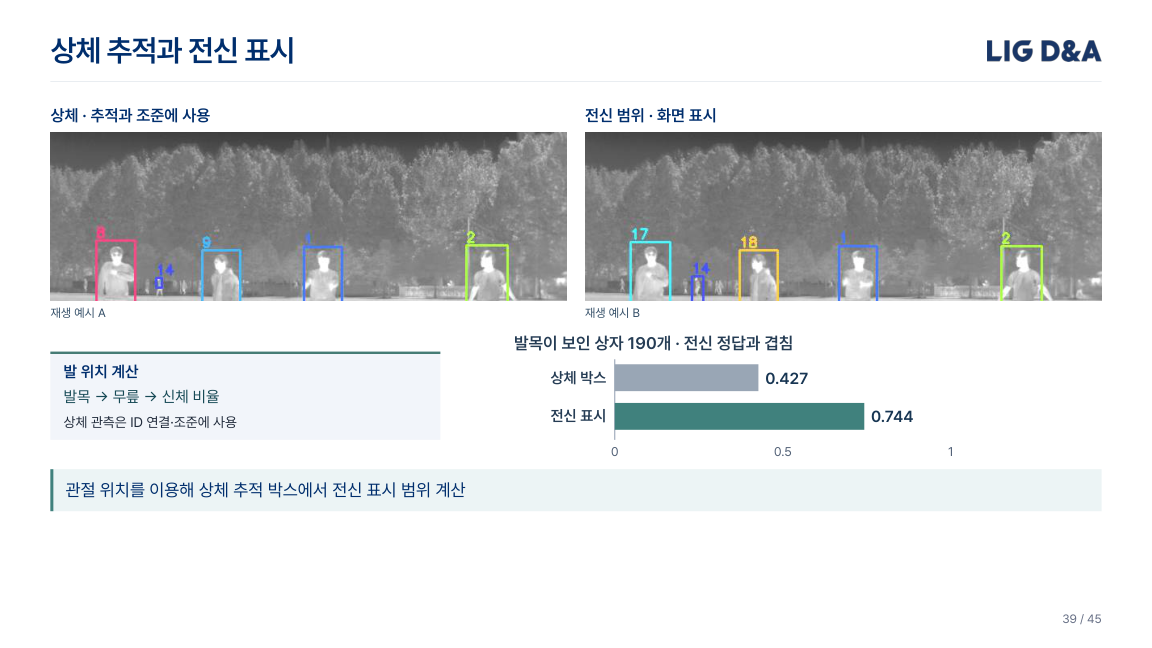 상체 추적과 전신 표시
LIG D&A
상체 · 추적과 조준에 사용
전신 범위 · 화면 표시
14
9
1
2
17
14
18
1
2
재생 예시 A
재생 예시 B
발 위치 계산
발목 → 무릎 → 신체 비율
상체 관측은 ID 연결·조준에 사용
발목이 보인 상자 190개 · 전신 정답과 겹침
상체 박스 0.427
전신 표시 0.744
0 0.5 1
관절 위치를 이용해 상체 추적 박스에서 전신 표시 범위 계산
39 / 45